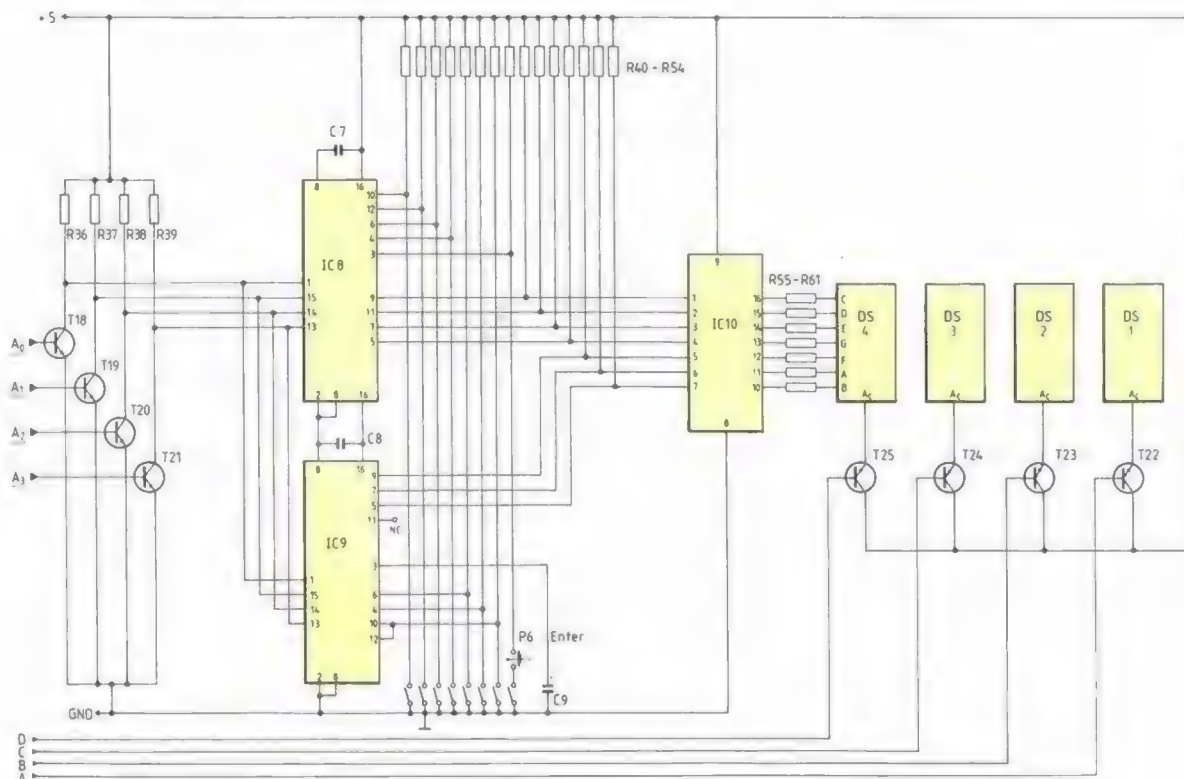 +5
R40 - R54
C7
8 16
10
12
6
4
3
R36 R37 R38 R39
IC8
9
R55-R61
1
15
14
13
9
11
7
5
1
2
3
4
5
6
7
IC10
16
15
14
13
12
11
10
C
D
E
G
F
A
B
DS
4
DS
3
DS
2
DS
1
T18
A0
T19
A1
T20
A2
T21
A3
2 8 16
8
AC
AC
AC
AC
C8
T25
T24
T23
T22
8 16
9
7
5
11
NC
IC9
3
1
15
14
13
6
4
10
12
P6 Enter
2 8
C9
GND
D
C
B
A